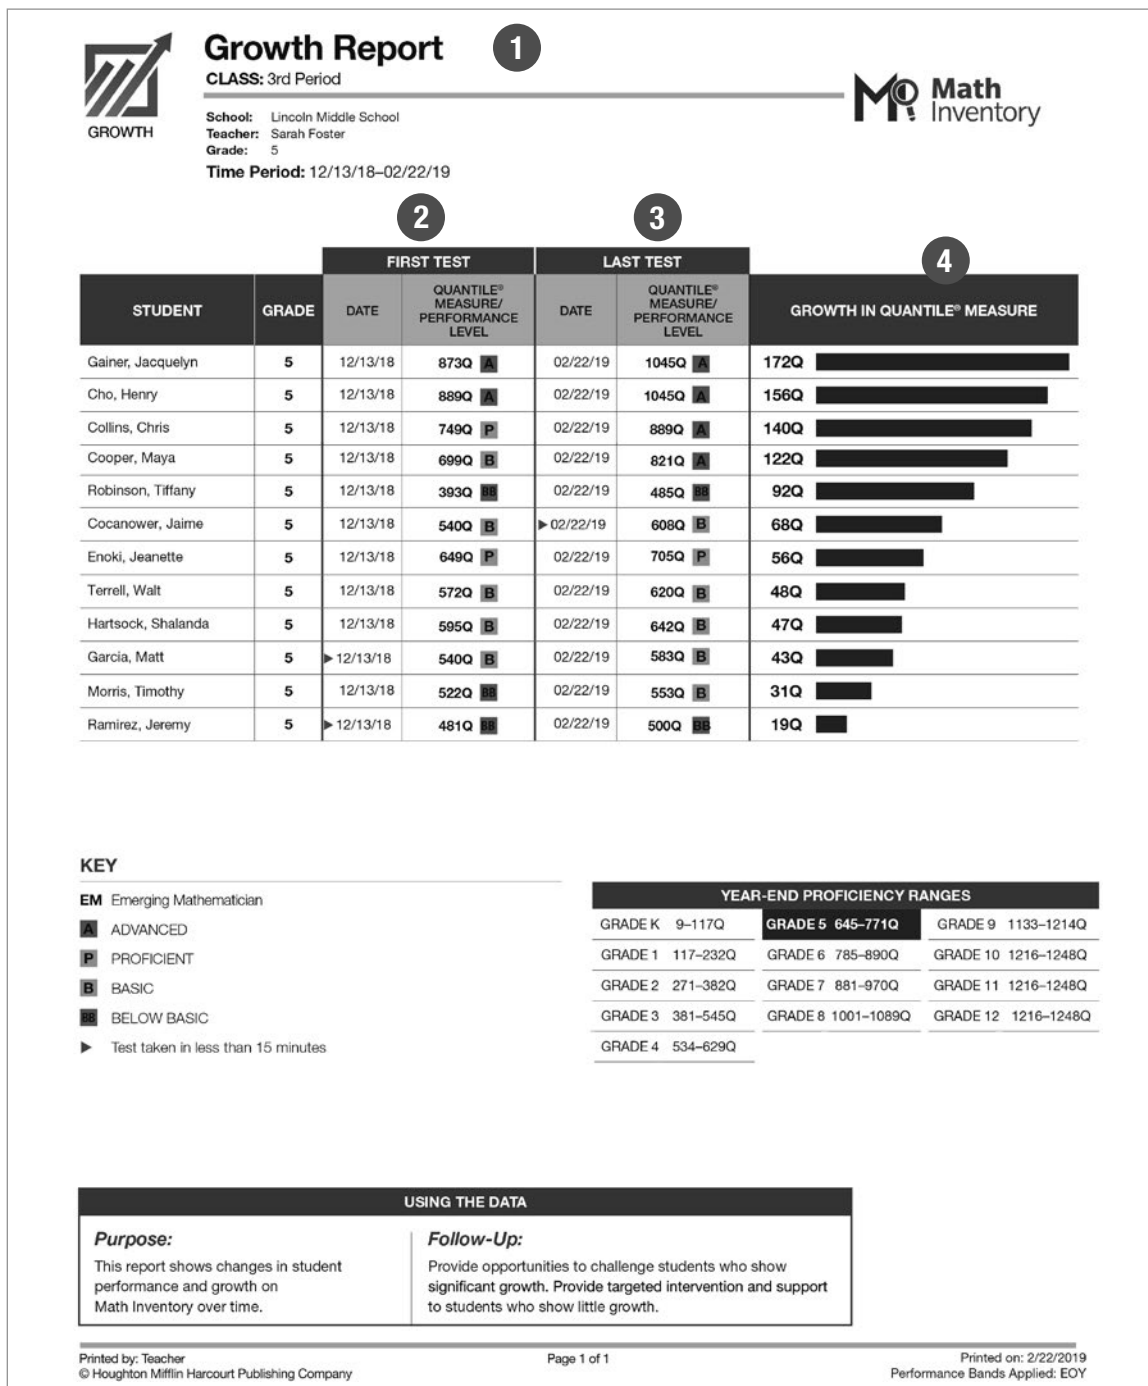 Growth Report
1
CLASS: 3rd Period
GROWTH
Math
Inventory
School: Lincoln Middle School
Teacher: Sarah Foster
Grade: 5
Time Period: 12/13/18–02/22/19
2
3
4
FIRST TEST LAST TEST
STUDENT GRADE DATE QUANTILE® MEASURE/ PERFORMANCE LEVEL DATE QUANTILE® MEASURE/ PERFORMANCE LEVEL GROWTH IN QUANTILE® MEASURE
Gainer, Jacquelyn 5 12/13/18 873Q A 02/22/19 1045Q A 172Q
Cho, Henry 5 12/13/18 889Q A 02/22/19 1045Q A 156Q
Collins, Chris 5 12/13/18 749Q P 02/22/19 889Q A 140Q
Cooper, Maya 5 12/13/18 699Q B 02/22/19 821Q A 122Q
Robinson, Tiffany 5 12/13/18 393Q BB 02/22/19 485Q BB 92Q
Cocanower, Jaime 5 12/13/18 540Q B ▶ 02/22/19 608Q B 68Q
Enoki, Jeanette 5 12/13/18 649Q P 02/22/19 705Q P 56Q
Terrell, Walt 5 12/13/18 572Q B 02/22/19 620Q B 48Q
Hartsock, Shalanda 5 12/13/18 595Q B 02/22/19 642Q B 47Q
Garcia, Matt 5 ▶ 12/13/18 540Q B 02/22/19 583Q B 43Q
Morris, Timothy 5 12/13/18 522Q BB 02/22/19 553Q B 31Q
Ramirez, Jeremy 5 ▶ 12/13/18 481Q BB 02/22/19 500Q BB 19Q
KEY
EM Emerging Mathematician
A ADVANCED
P PROFICIENT
B BASIC
BB BELOW BASIC
▶ Test taken in less than 15 minutes
YEAR-END PROFICIENCY RANGES
GRADE K 9–117Q GRADE 5 645–771Q GRADE 9 1133–1214Q
GRADE 1 117–232Q GRADE 6 785–890Q GRADE 10 1216–1248Q
GRADE 2 271–382Q GRADE 7 881–970Q GRADE 11 1216–1248Q
GRADE 3 381–545Q GRADE 8 1001–1089Q GRADE 12 1216–1248Q
GRADE 4 534–629Q
USING THE DATA
Purpose:
This report shows changes in student
performance and growth on
Math Inventory over time.
Follow-Up:
Provide opportunities to challenge students who show
significant growth. Provide targeted intervention and support
to students who show little growth.
Printed by: Teacher
© Houghton Mifflin Harcourt Publishing Company
Page 1 of 1
Printed on: 2/22/2019
Performance Bands Applied: EOY